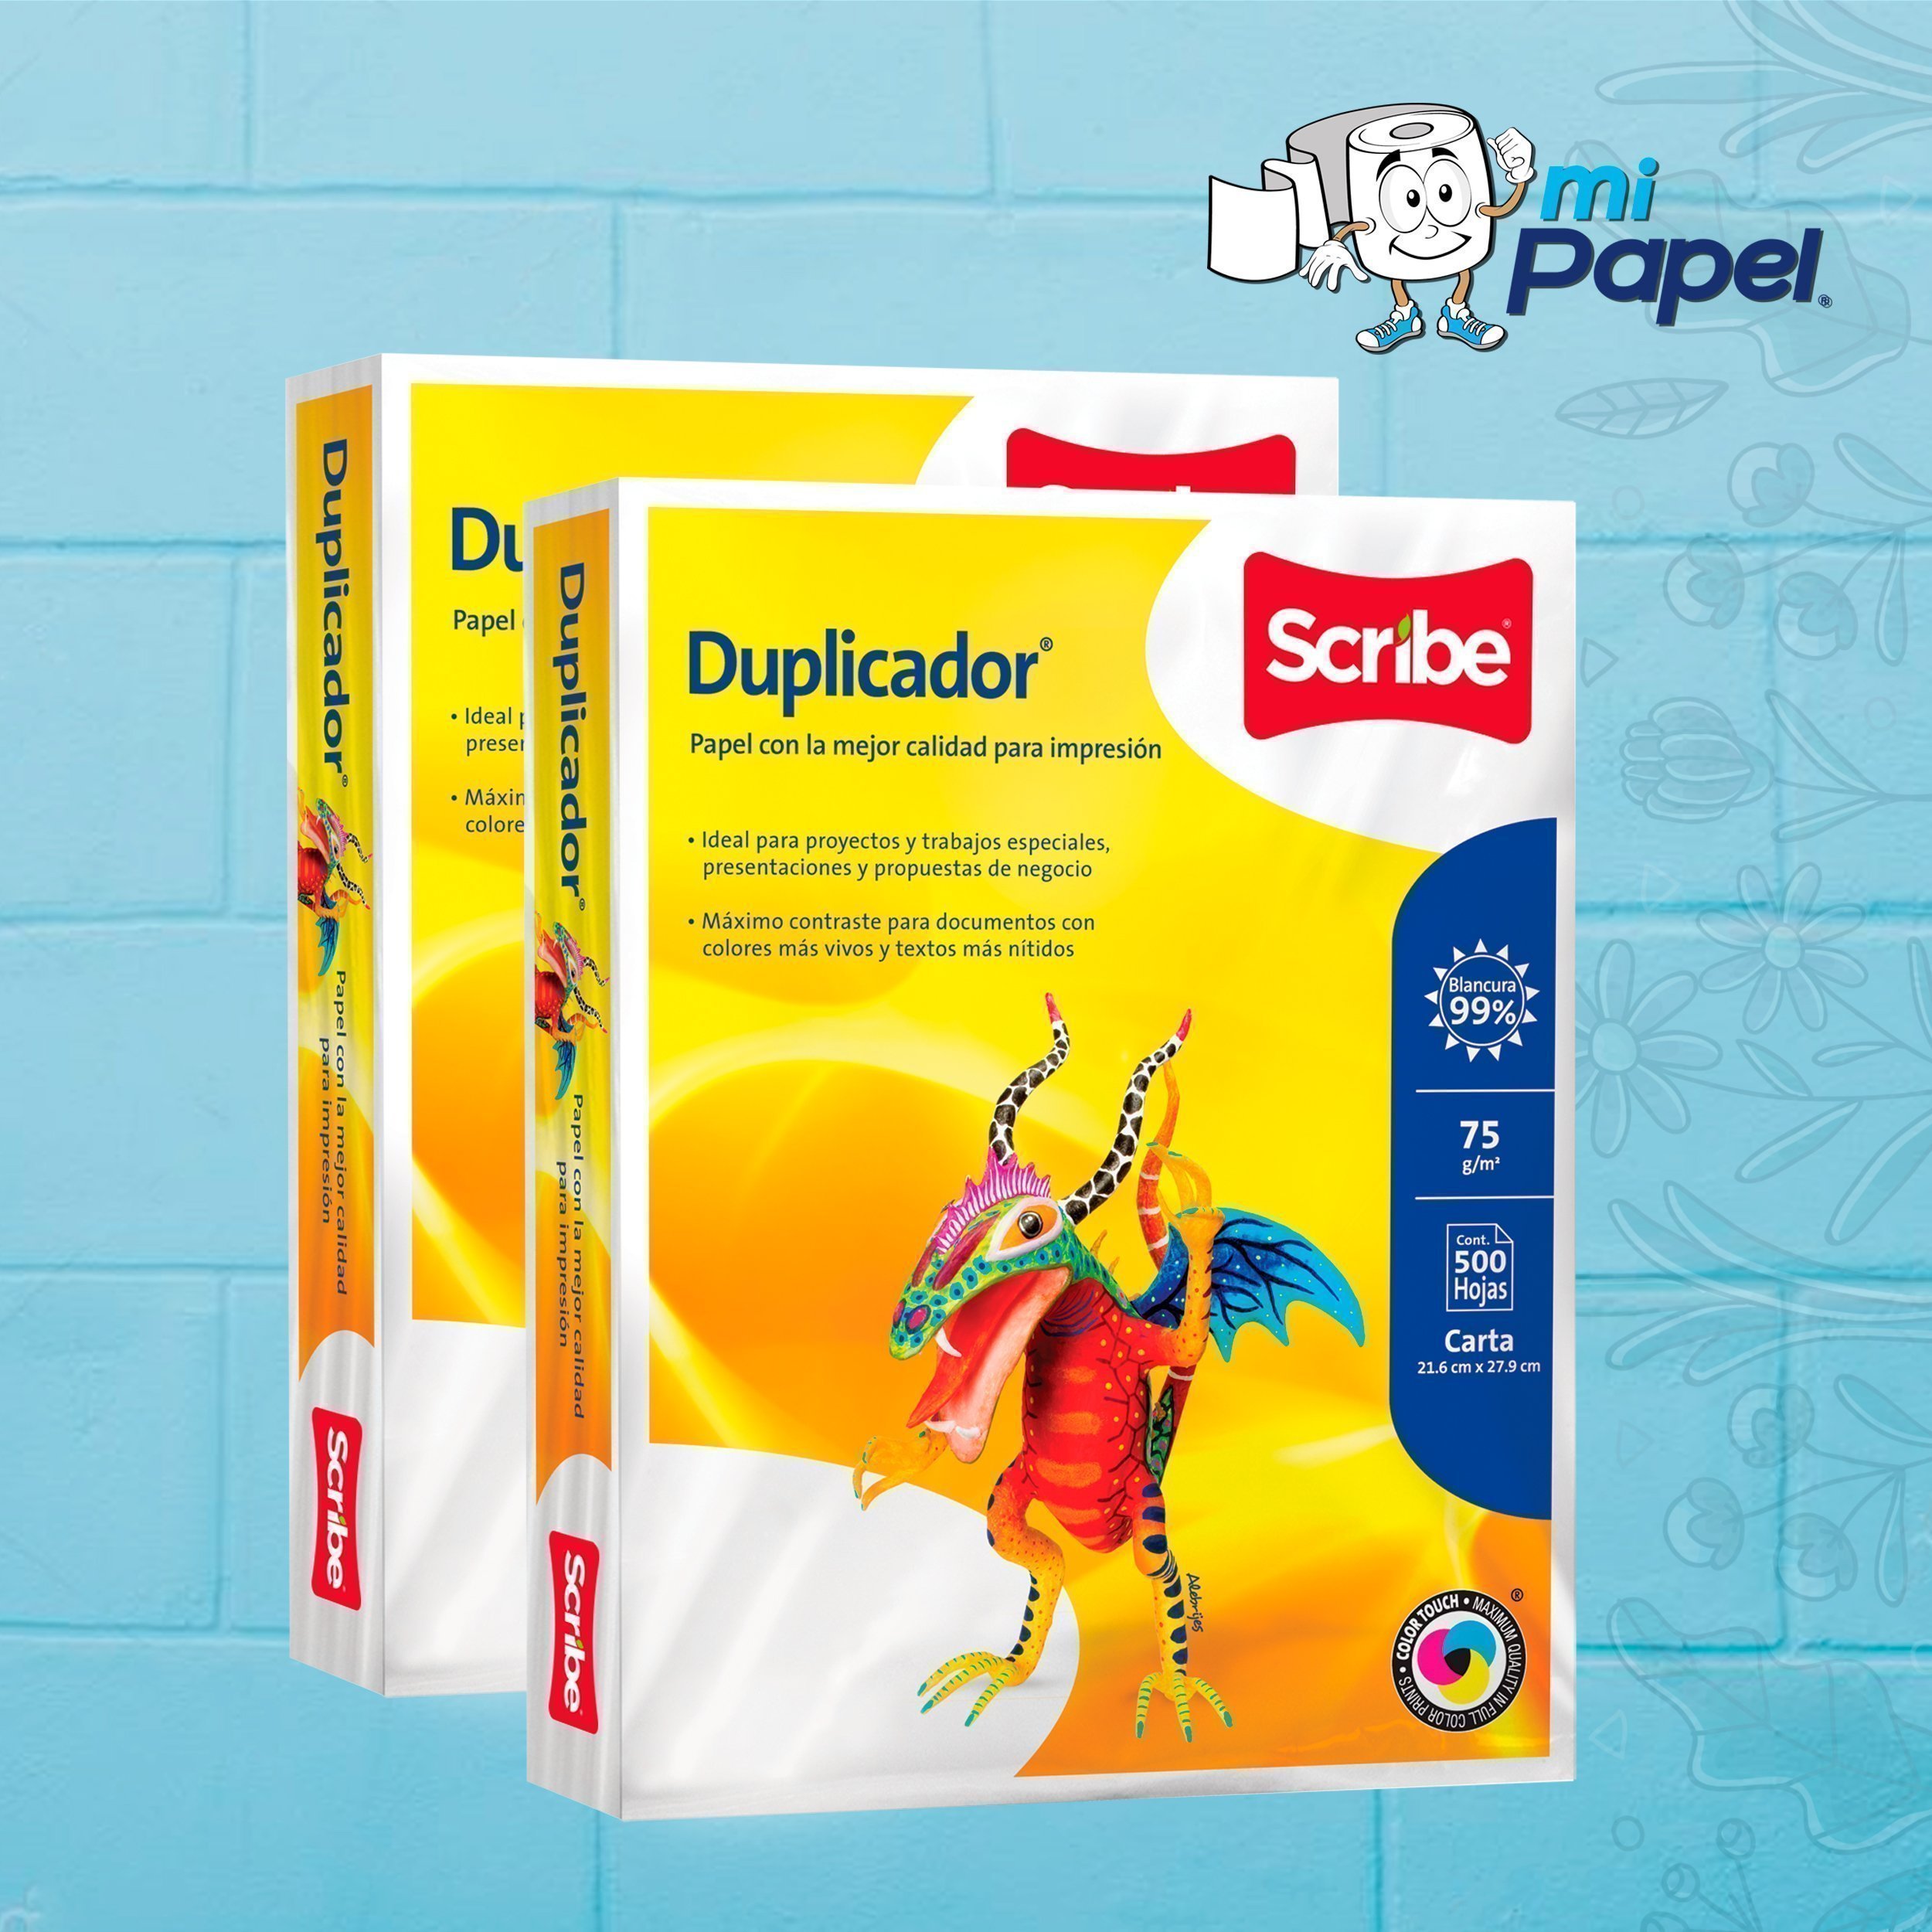 mi
Papel®
Duplicador®
Papel con la mejor calidad
para impresión
Scribe
Du
Papel
• Ideal
• Máxim
colore
Duplicador®
Papel con la mejor calidad
para impresión
Scribe
Scribe®
Duplicador®
Papel con la mejor calidad para impresión
• Ideal para proyectos y trabajos especiales,
presentaciones y propuestas de negocio
• Máximo contraste para documentos con
colores más vivos y textos más nítidos
Blancura
99%
75
g/m²
Cont.
500
Hojas
Carta
21.6 cm x 27.9 cm
Alebrijes
• COLOR TOUCH • MAXIMUM QUALITY IN FULL COLOR PRINTS ®